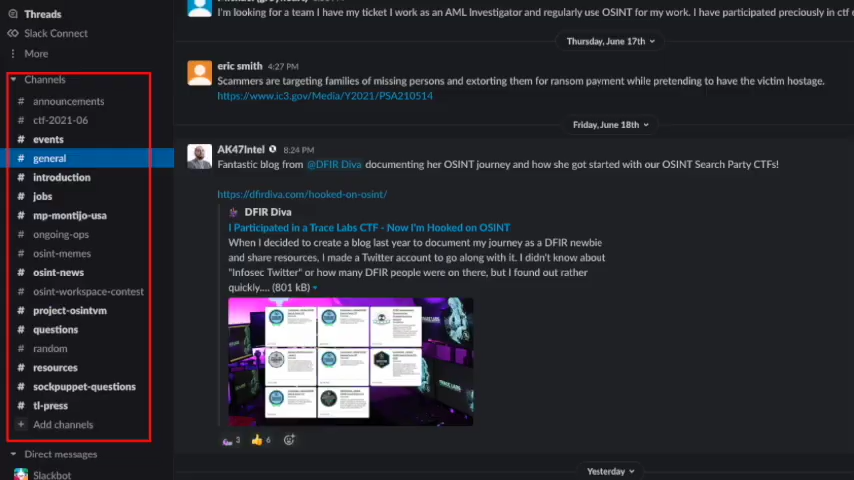 Threads
Slack Connect
More
Channels
# announcements
# ctf-2021-06
# events
# general
# introduction
# jobs
# mp-montijo-usa
# ongoing-ops
# osint-memes
# osint-news
# osint-workspace-contest
# project-osintvm
# questions
# random
# resources
# sockpuppet-questions
# tl-press
+ Add channels
Direct messages
Slackbot
I'm looking for a team I have my ticket I work as an AML Investigator and regularly use OSINT for my work. I have participated preciously in ctf
Thursday, June 17th
eric smith 4:27 PM
Scammers are targeting families of missing persons and extorting them for ransom payment while pretending to have the victim hostage.
https://www.ic3.gov/Media/Y2021/PSA210514
Friday, June 18th
AK47Intel 8:24 PM
Fantastic blog from @DFIR Diva documenting her OSINT journey and how she got started with our OSINT Search Party CTFs!
https://dfirdiva.com/hooked-on-osint/
DFIR Diva
I Participated in a Trace Labs CTF - Now I'm Hooked on OSINT
When I decided to create a blog last year to document my journey as a DFIR newbie
and share resources, I made a Twitter account to go along with it. I didn't know about
"Infosec Twitter" or how many DFIR people were on there, but I found out rather
quickly.... (801 kB)
3 6
Yesterday